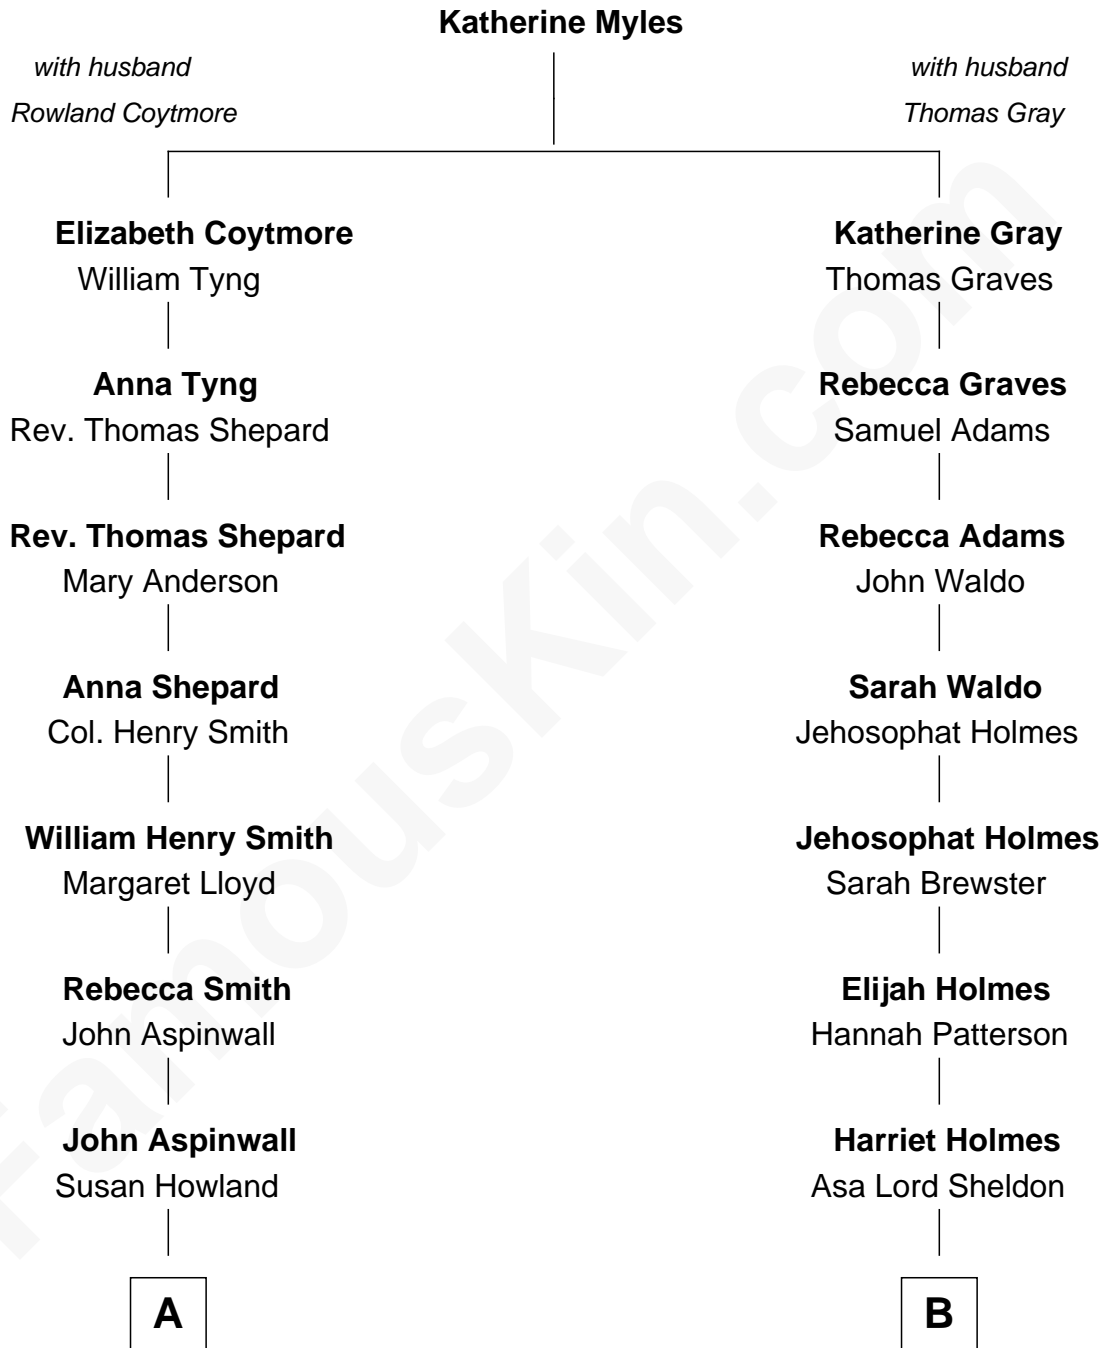 Katherine Myles
with husband
Rowland Coytmore
with husband
Thomas Gray
Elizabeth Coytmore
William Tyng
Katherine Gray
Thomas Graves
Anna Tyng
Rev. Thomas Shepard
Rebecca Graves
Samuel Adams
Rev. Thomas Shepard
Mary Anderson
Rebecca Adams
John Waldo
Anna Shepard
Col. Henry Smith
Sarah Waldo
Jehosophat Holmes
William Henry Smith
Margaret Lloyd
Jehosophat Holmes
Sarah Brewster
Rebecca Smith
John Aspinwall
Elijah Holmes
Hannah Patterson
John Aspinwall
Susan Howland
Harriet Holmes
Asa Lord Sheldon
A
B
FamousKin.com